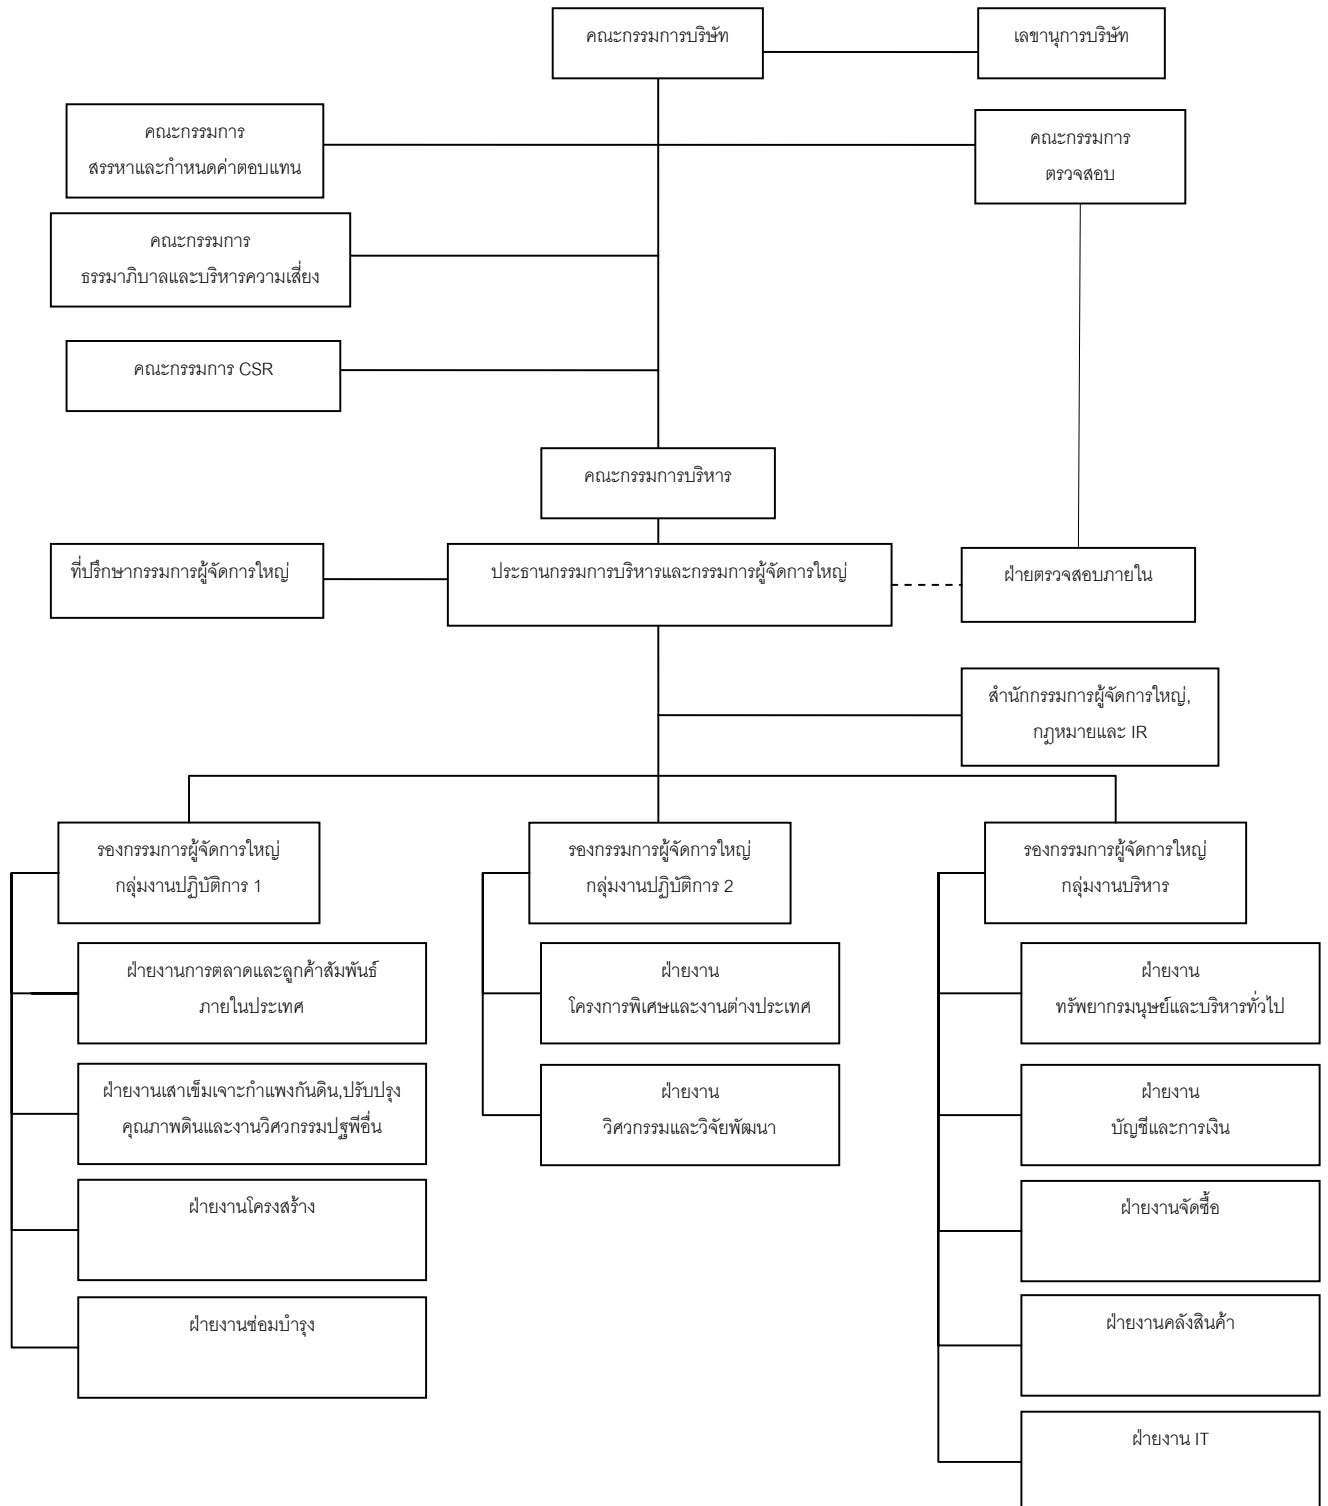 คณะกรรมการบริษัท
เลขานุการบริษัท
คณะกรรมการ
สรรหาและกำหนดค่าตอบแทน
คณะกรรมการ
ตรวจสอบ
คณะกรรมการ
ธรรมาภิบาลและบริหารความเสี่ยง
คณะกรรมการ CSR
คณะกรรมการบริหาร
ที่ปรึกษากรรมการผู้จัดการใหญ่
ประธานกรรมการบริหารและกรรมการผู้จัดการใหญ่
ฝ่ายตรวจสอบภายใน
สำนักกรรมการผู้จัดการใหญ่,
กฎหมายและ IR
รองกรรมการผู้จัดการใหญ่
กลุ่มงานปฏิบัติการ 1
รองกรรมการผู้จัดการใหญ่
กลุ่มงานปฏิบัติการ 2
รองกรรมการผู้จัดการใหญ่
กลุ่มงานบริหาร
ฝ่ายงานการตลาดและลูกค้าสัมพันธ์
ภายในประเทศ
ฝ่ายงาน
โครงการพิเศษและงานต่างประเทศ
ฝ่ายงาน
ทรัพยากรมนุษย์และบริหารทั่วไป
ฝ่ายงานเสาเข็มเจาะกำแพงกันดิน,ปรับปรุง
คุณภาพดินและงานวิศวกรรมปฐพีอื่น
ฝ่ายงาน
วิศวกรรมและวิจัยพัฒนา
ฝ่ายงาน
บัญชีและการเงิน
ฝ่ายงานโครงสร้าง
ฝ่ายงานจัดซื้อ
ฝ่ายงานซ่อมบำรุง
ฝ่ายงานคลังสินค้า
ฝ่ายงาน IT